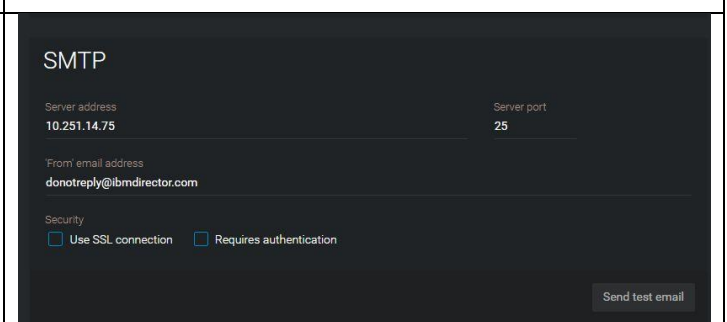 SMTP
Server address Server port
10.251.14.75 25
'From' email address
donotreply@ibmdirector.com
Security
Use SSL connection Requires authentication
Send test email